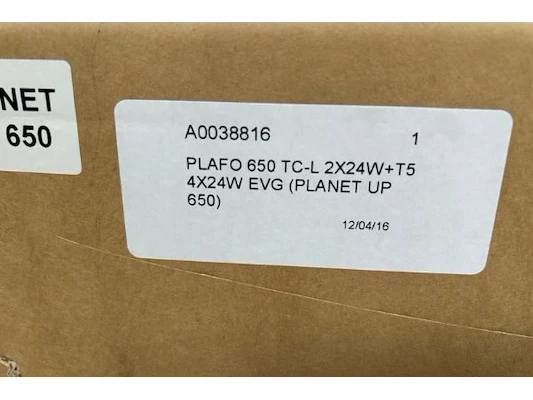 NET
650
A0038816 1
PLAFO 650 TC-L 2X24W+T5
4X24W EVG (PLANET UP
650)
12/04/16